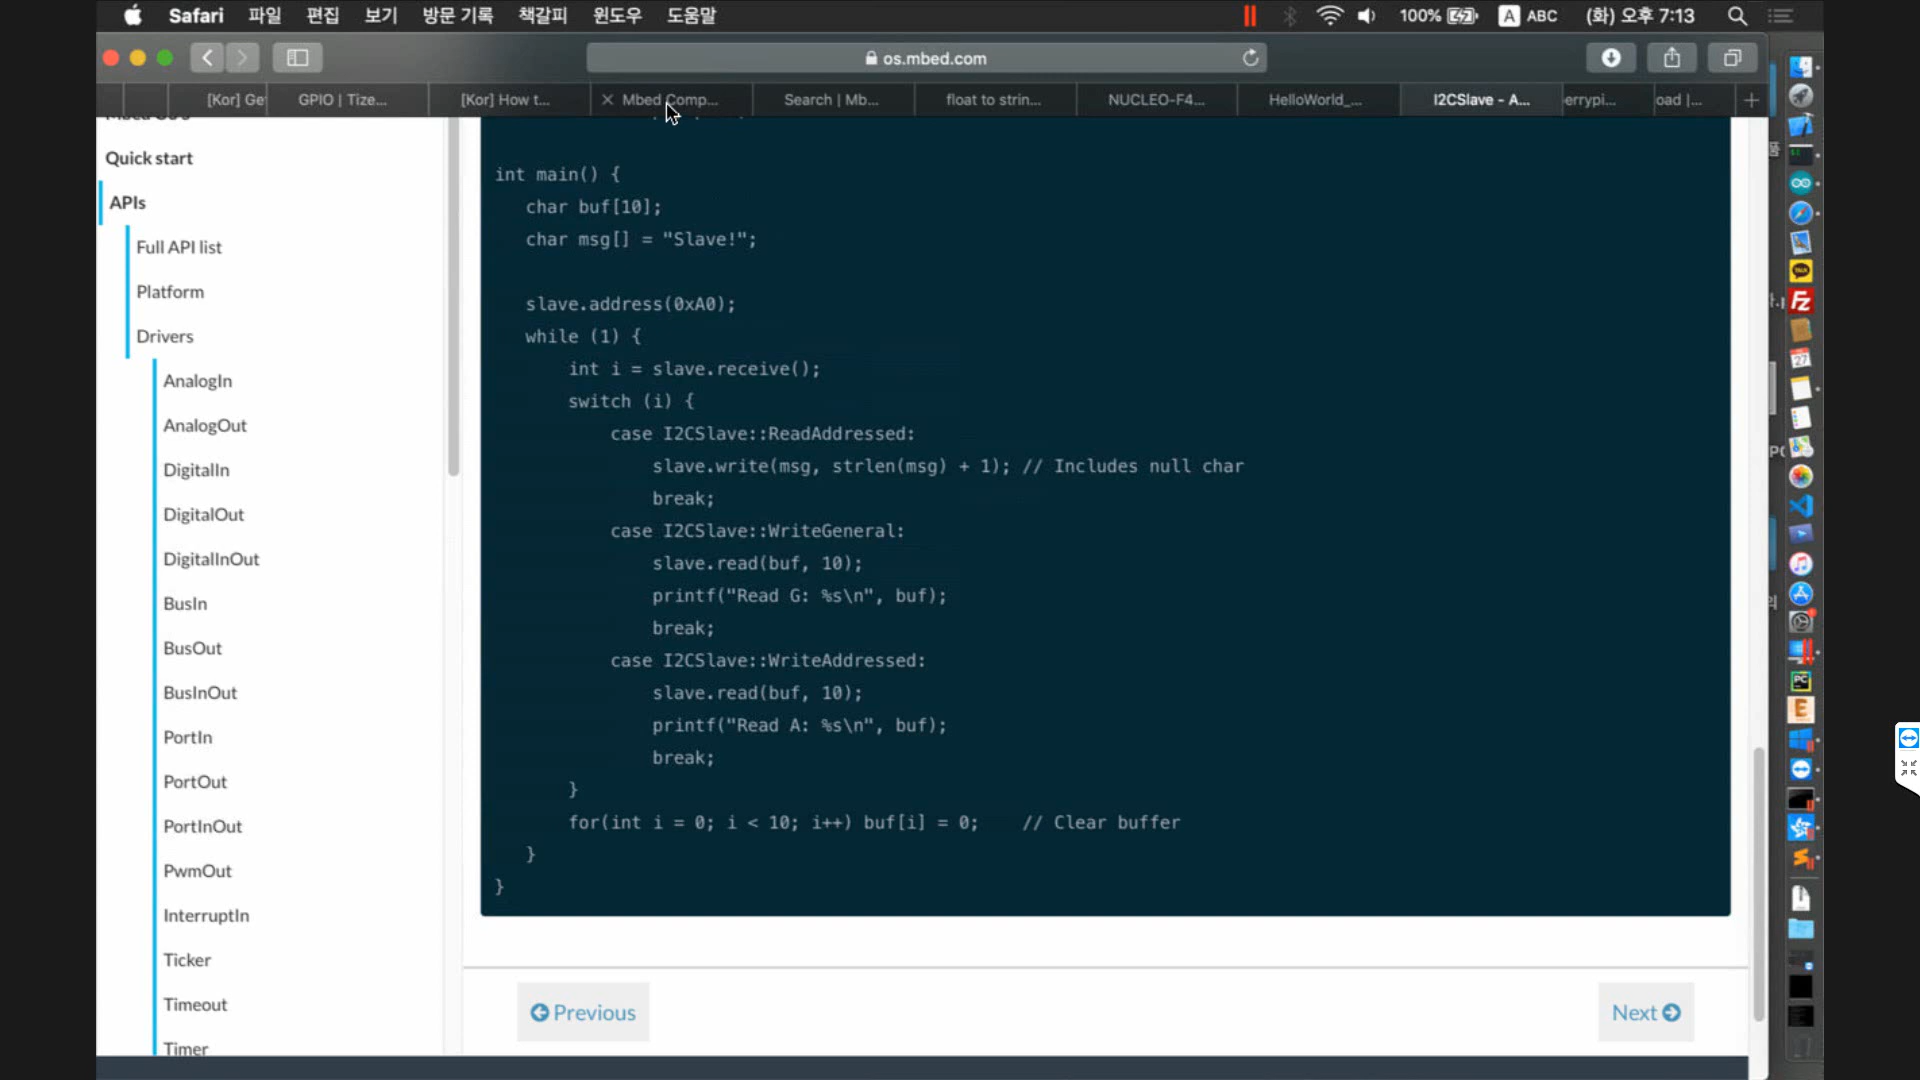 Safari 파일 편집 보기 방문 기록 책갈피 윈도우 도움말 100% A ABC (화) 오후 7:13
os.mbed.com
[Kor] Ge GPIO | Tize... [Kor] How t... Mbed Comp... Search | Mb... float to strin... NUCLEO-F4... HelloWorld_... I2CSlave - A... errypi... oad |...
Quick start
APIs
Full API list
Platform
Drivers
AnalogIn
AnalogOut
DigitalIn
DigitalOut
DigitalInOut
BusIn
BusOut
BusInOut
PortIn
PortOut
PortInOut
PwmOut
InterruptIn
Ticker
Timeout
Timer
int main() {
char buf[10];
char msg[] = "Slave!";
slave.address(0xA0);
while (1) {
int i = slave.receive();
switch (i) {
case I2CSlave::ReadAddressed:
slave.write(msg, strlen(msg) + 1); // Includes null char
break;
case I2CSlave::WriteGeneral:
slave.read(buf, 10);
printf("Read G: %s\n", buf);
break;
case I2CSlave::WriteAddressed:
slave.read(buf, 10);
printf("Read A: %s\n", buf);
break;
}
for(int i = 0; i < 10; i++) buf[i] = 0; // Clear buffer
}
}
Previous
Next